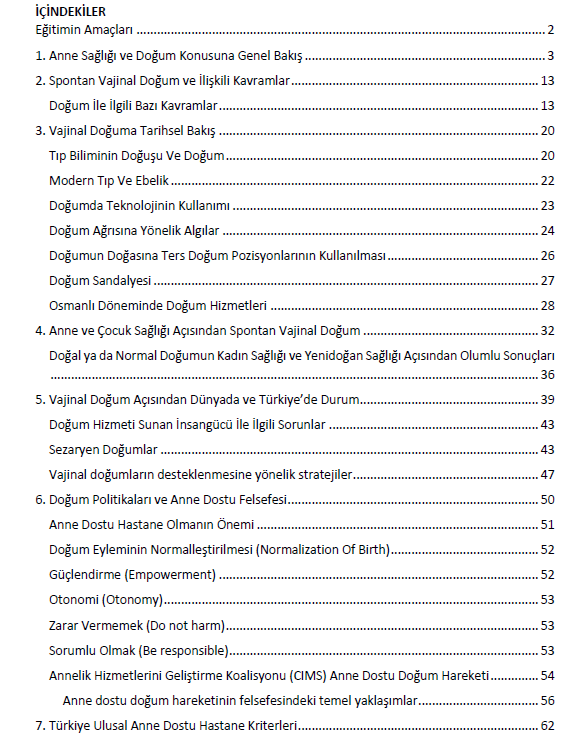 İÇİNDEKİLER
Eğitimin Amaçları ........ 2
1. Anne Sağlığı ve Doğum Konusuna Genel Bakış ........ 3
2. Spontan Vajinal Doğum ve İlişkili Kavramlar ........ 13
Doğum İle İlgili Bazı Kavramlar ........ 13
3. Vajinal Doğuma Tarihsel Bakış ........ 20
Tıp Biliminin Doğuşu Ve Doğum ........ 20
Modern Tıp Ve Ebelik ........ 22
Doğumda Teknolojinin Kullanımı ........ 23
Doğum Ağrısına Yönelik Algılar ........ 24
Doğumun Doğasına Ters Doğum Pozisyonlarının Kullanılması ........ 26
Doğum Sandalyesi ........ 27
Osmanlı Döneminde Doğum Hizmetleri ........ 28
4. Anne ve Çocuk Sağlığı Açısından Spontan Vajinal Doğum ........ 32
Doğal ya da Normal Doğumun Kadın Sağlığı ve Yenidoğan Sağlığı Açısından Olumlu Sonuçları
........ 36
5. Vajinal Doğum Açısından Dünyada ve Türkiye’de Durum ........ 39
Doğum Hizmeti Sunan İnsangücü İle İlgili Sorunlar ........ 43
Sezaryen Doğumlar ........ 43
Vajinal doğumların desteklenmesine yönelik stratejiler ........ 47
6. Doğum Politikaları ve Anne Dostu Felsefesi ........ 50
Anne Dostu Hastane Olmanın Önemi ........ 51
Doğum Eyleminin Normalleştirilmesi (Normalization Of Birth) ........ 52
Güçlendirme (Empowerment) ........ 52
Otonomi (Otonomy) ........ 53
Zarar Vermemek (Do not harm) ........ 53
Sorumlu Olmak (Be responsible) ........ 53
Annelik Hizmetlerini Geliştirme Koalisyonu (CIMS) Anne Dostu Doğum Hareketi ........ 54
Anne dostu doğum hareketinin felsefesindeki temel yaklaşımlar ........ 56
7. Türkiye Ulusal Anne Dostu Hastane Kriterleri ........ 62